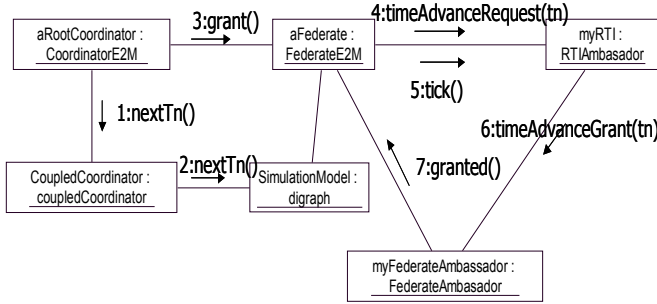 3:grant()
4:timeAdvanceRequest(tn)
aRootCoordinator :
CoordinatorE2M
aFederate :
FederateE2M
myRTI :
RTIAmbasador
5:tick()
1:nextTn()
6:timeAdvanceGrant(tn)
2:nextTn()
7:granted()
CoupledCoordinator :
coupledCoordinator
SimulationModel :
digraph
myFederateAmbassador :
FederateAmbasador